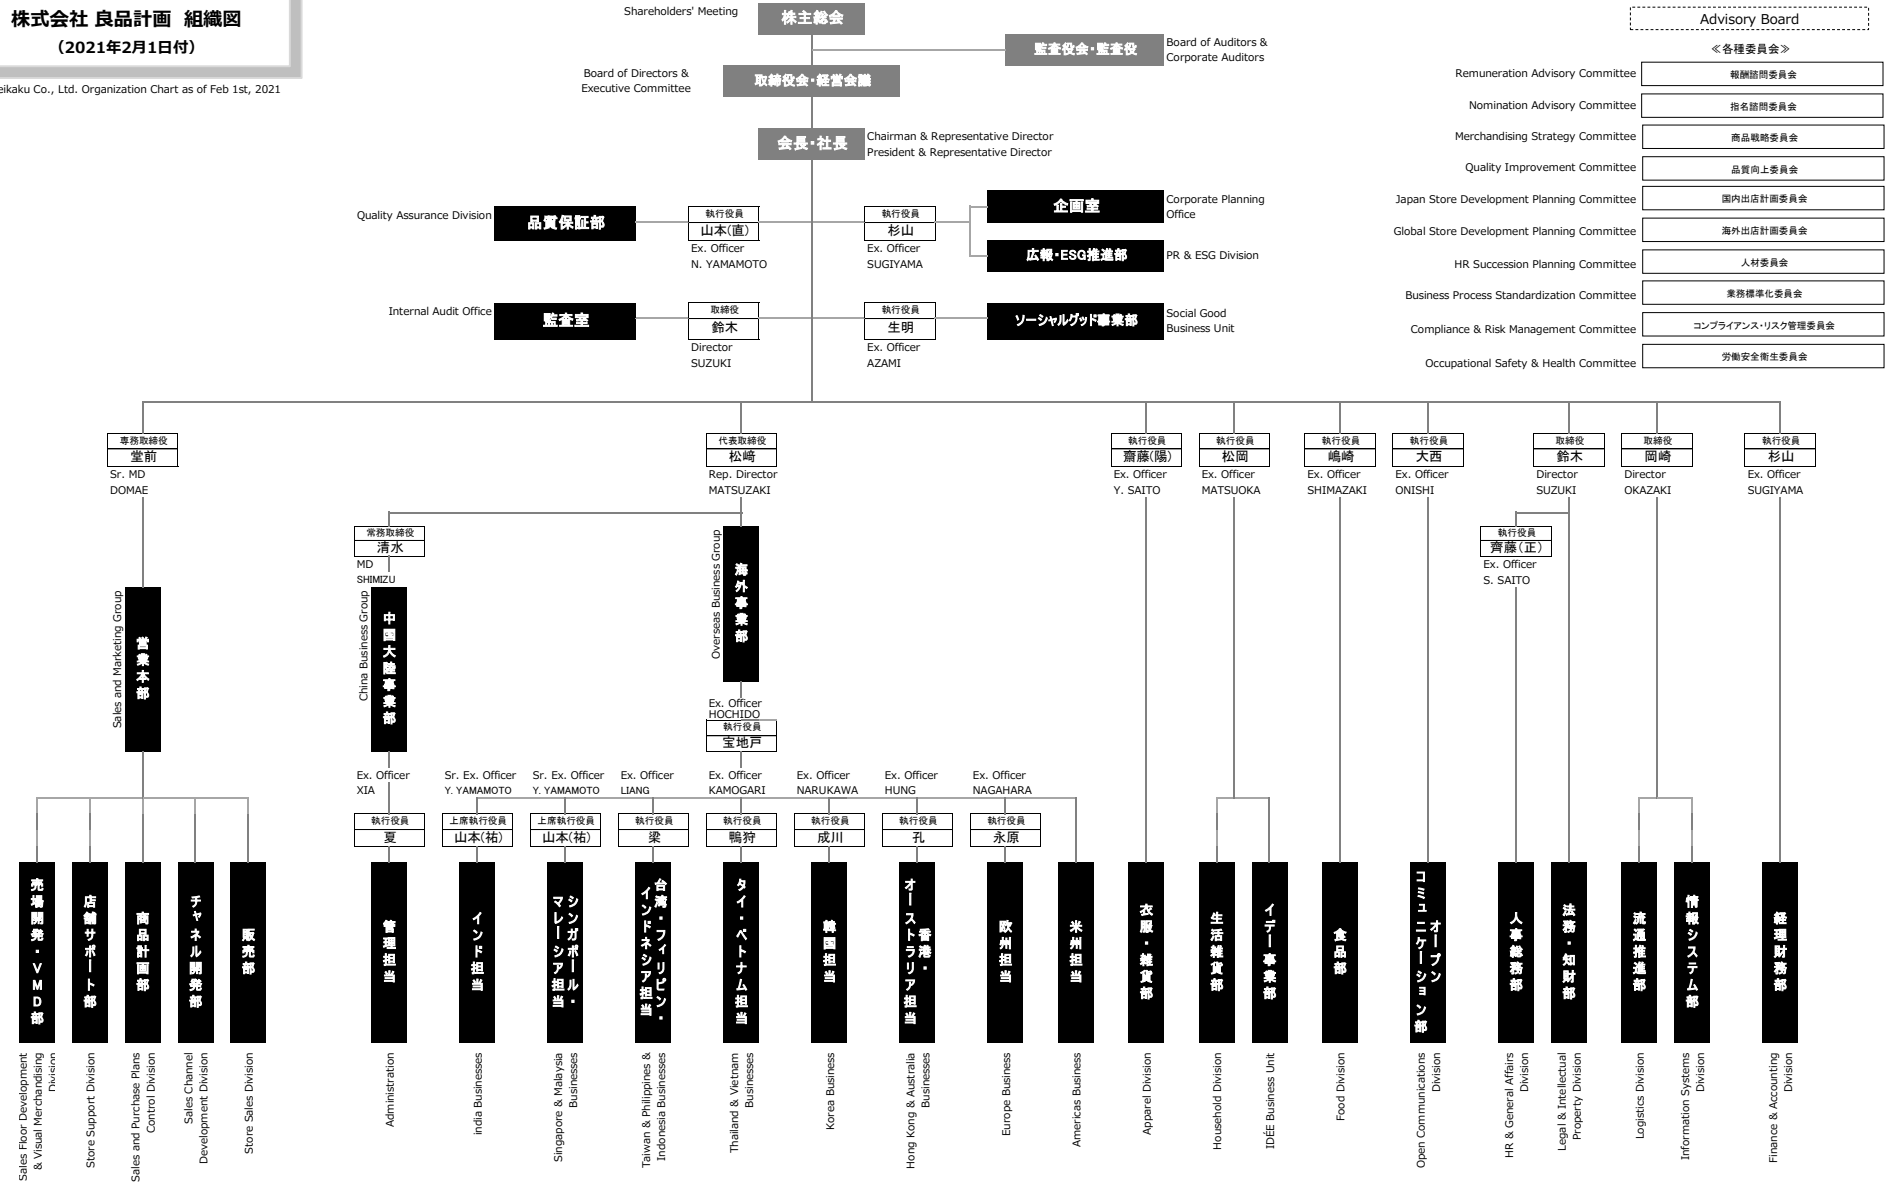 株式会社 良品計画 組織図
（2021年2月1日付）
eikaku Co., Ltd. Organization Chart as of Feb 1st, 2021
Shareholders' Meeting
株主総会
監査役会・監査役
Board of Auditors &
Corporate Auditors
Board of Directors &
Executive Committee
取締役会・経営会議
会長・社長
Chairman & Representative Director
President & Representative Director
Advisory Board
≪各種委員会≫
Remuneration Advisory Committee
報酬諮問委員会
Nomination Advisory Committee
指名諮問委員会
Merchandising Strategy Committee
商品戦略委員会
Quality Improvement Committee
品質向上委員会
Japan Store Development Planning Committee
国内出店計画委員会
Global Store Development Planning Committee
海外出店計画委員会
HR Succession Planning Committee
人材委員会
Business Process Standardization Committee
業務標準化委員会
Compliance & Risk Management Committee
コンプライアンス・リスク管理委員会
Occupational Safety & Health Committee
労働安全衛生委員会
Quality Assurance Division
品質保証部
執行役員
山本(直)
Ex. Officer
N. YAMAMOTO
執行役員
杉山
Ex. Officer
SUGIYAMA
企画室
Corporate Planning
Office
広報・ESG推進部
PR & ESG Division
Internal Audit Office
監査室
取締役
鈴木
Director
SUZUKI
執行役員
生明
Ex. Officer
AZAMI
ソーシャルグッド事業部
Social Good
Business Unit
専務取締役
堂前
Sr. MD
DOMAE
代表取締役
松﨑
Rep. Director
MATSUZAKI
執行役員
齋藤(陽)
Ex. Officer
Y. SAITO
執行役員
松岡
Ex. Officer
MATSUOKA
執行役員
嶋崎
Ex. Officer
SHIMAZAKI
執行役員
大西
Ex. Officer
ONISHI
取締役
鈴木
Director
SUZUKI
取締役
岡崎
Director
OKAZAKI
執行役員
杉山
Ex. Officer
SUGIYAMA
常務取締役
清水
MD
SHIMIZU
執行役員
齊藤(正)
Ex. Officer
S. SAITO
Sales and Marketing Group
営業本部
China Business Group
中国大陸事業部
Overseas Business Group
海外事業部
Ex. Officer
HOCHIDO
執行役員
宝地戸
Ex. Officer
XIA
執行役員
夏
Sr. Ex. Officer
Y. YAMAMOTO
上席執行役員
山本(祐)
Sr. Ex. Officer
Y. YAMAMOTO
上席執行役員
山本(祐)
Ex. Officer
LIANG
執行役員
梁
Ex. Officer
KAMOGARI
執行役員
鴨狩
Ex. Officer
NARUKAWA
執行役員
成川
Ex. Officer
HUNG
執行役員
孔
Ex. Officer
NAGAHARA
執行役員
永原
売場開発・VMD部
店舗サポート部
商品計画部
チャネル開発部
販売部
管理担当
インド担当
シンガポール・
マレーシア担当
台湾・フィリピン・
インドネシア担当
タイ・ベトナム担当
韓国担当
香港・
オーストラリア担当
欧州担当
米州担当
衣服・雑貨部
生活雑貨部
イデー事業部
食品部
オープン
コミュニケーション部
人事総務部
法務・知財部
流通推進部
情報システム部
経理財務部
Sales Floor Development
& Visual Merchandising
Division
Store Support Division
Sales and Purchase Plans
Control Division
Sales Channel
Development Division
Store Sales Division
Administration
india Businesses
Singapore & Malaysia
Businesses
Taiwan & Philippines &
Indonesia Businesses
Thailand & Vietnam
Businesses
Korea Business
Hong Kong & Australia
Businesses
Europe Business
Americas Business
Apparel Division
Household Division
IDÉE Business Unit
Food Division
Open Communications
Division
HR & General Affairs
Division
Legal & Intellectual
Property Division
Logistics Division
Information Systems
Division
Finance & Accounting
Division